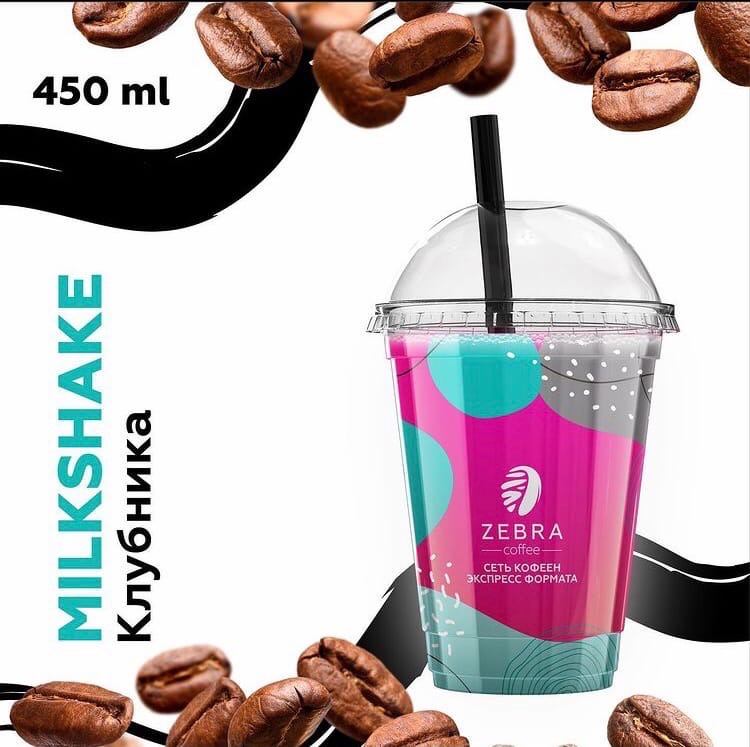 450 ml
MILKSHAKE
Клубника
ZEBRA
coffee
СЕТЬ КОФЕЕН
ЭКСПРЕСС ФОРМАТА